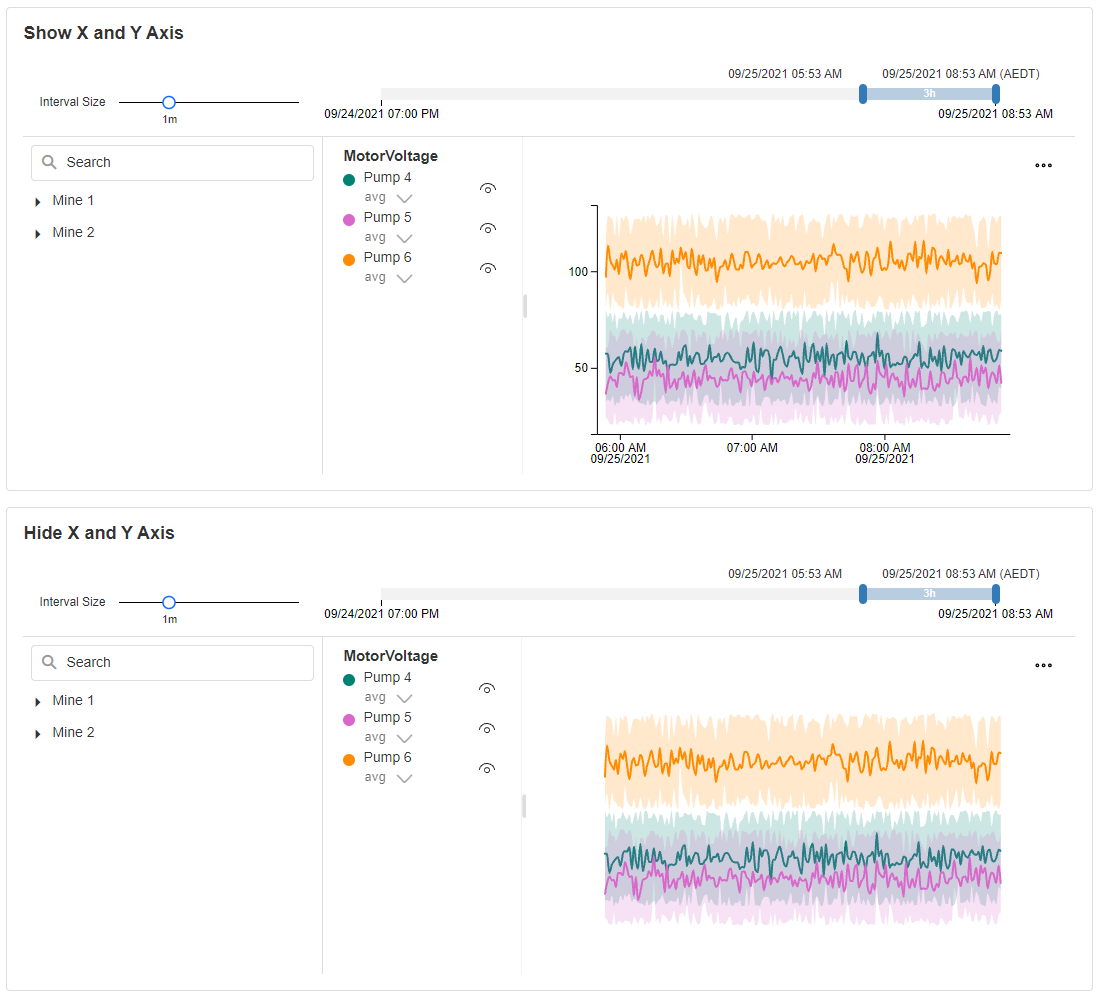 Show X and Y Axis
09/25/2021 05:53 AM 09/25/2021 08:53 AM (AEDT)
Interval Size
3h
1m
09/24/2021 07:00 PM 09/25/2021 08:53 AM
Search
Mine 1
Mine 2
MotorVoltage
Pump 4
avg
Pump 5
avg
Pump 6
avg
100
50
06:00 AM 07:00 AM 08:00 AM
09/25/2021 09/25/2021
Hide X and Y Axis
09/25/2021 05:53 AM 09/25/2021 08:53 AM (AEDT)
Interval Size
3h
1m
09/24/2021 07:00 PM 09/25/2021 08:53 AM
Search
Mine 1
Mine 2
MotorVoltage
Pump 4
avg
Pump 5
avg
Pump 6
avg